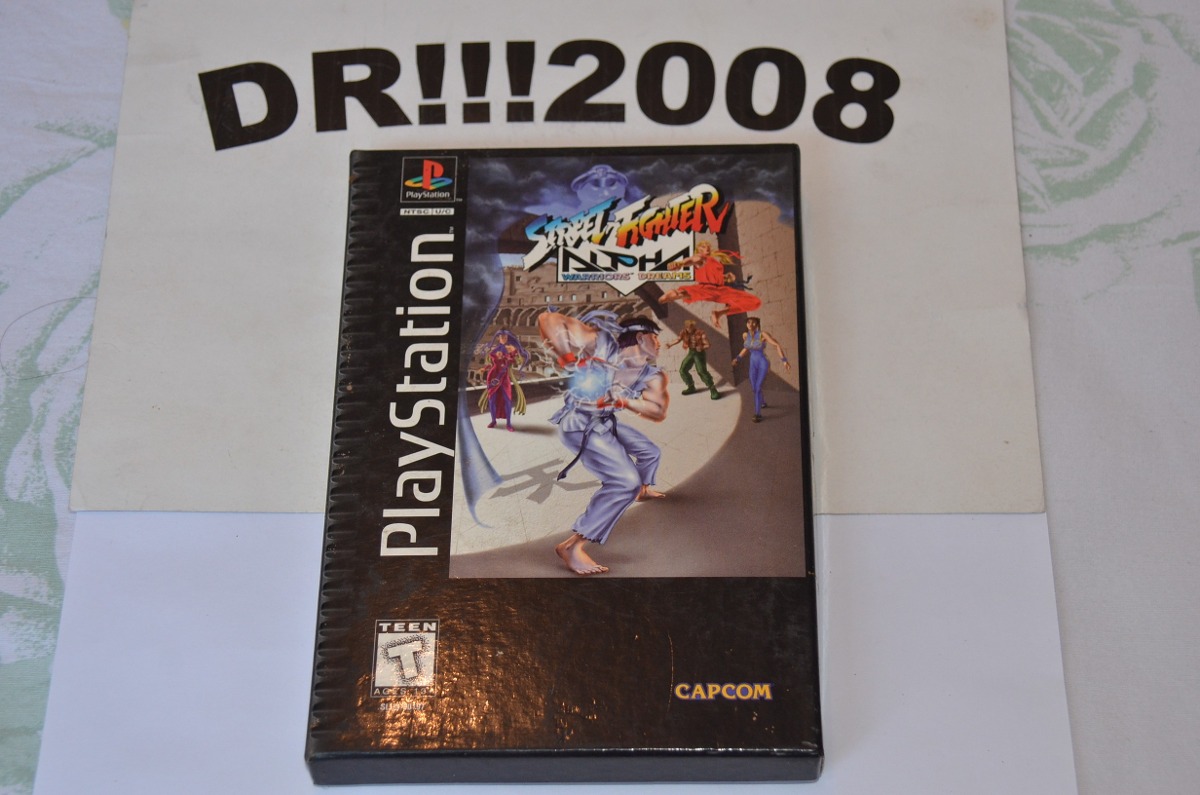 DR!!!2008
PlayStation
NTSC U/C
PlayStation
STREET FIGHTER
ALPHA
WARRIORS' DREAMS
TEEN
T
CAPCOM